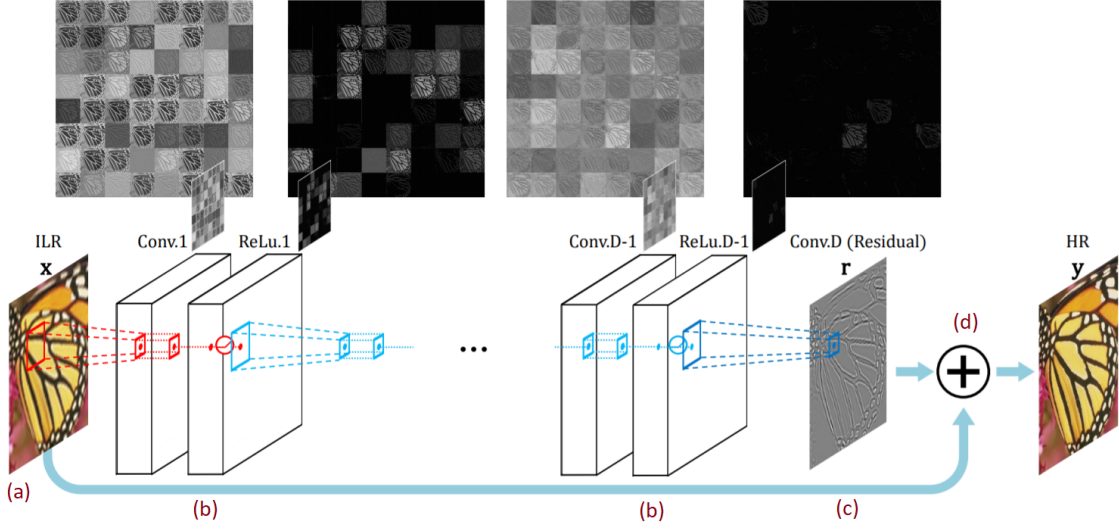 ILR
x
Conv.1
ReLu.1
Conv.D-1
ReLu.D-1
Conv.D (Residual)
r
HR
y
...
(d)
(a)
(b)
(b)
(c)